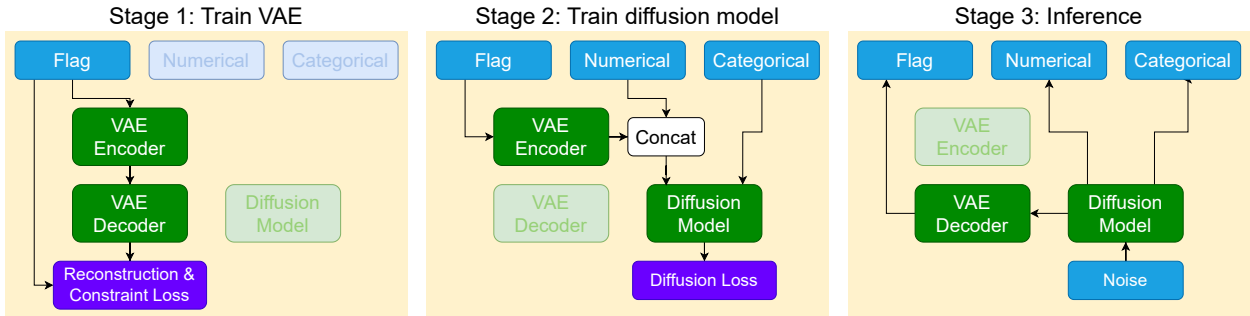 Stage 1: Train VAE
Flag
Numerical
Categorical
VAE
Encoder
VAE
Decoder
Diffusion
Model
Reconstruction &
Constraint Loss
Stage 2: Train diffusion model
Flag
Numerical
Categorical
VAE
Encoder
Concat
VAE
Decoder
Diffusion
Model
Diffusion Loss
Stage 3: Inference
Flag
Numerical
Categorical
VAE
Encoder
VAE
Decoder
Diffusion
Model
Noise